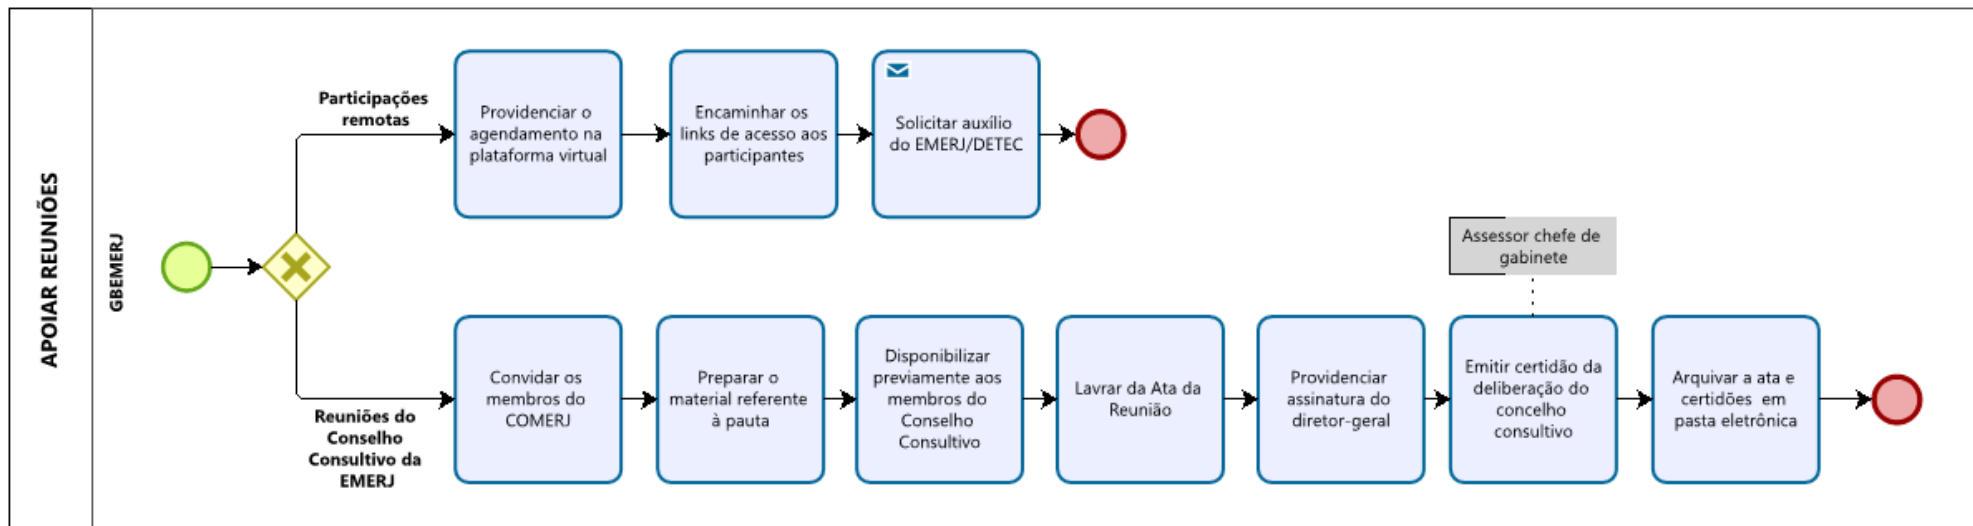 APOIAR REUNIÕES
GBEMERJ
Participações
remotas
Providenciar o
agendamento na
plataforma virtual
Encaminhar os
links de acesso aos
participantes
Solicitar auxílio
do EMERJ/DETEC
Reuniões do
Conselho
Consultivo da
EMERJ
Convidar os
membros do
COMERJ
Preparar o
material referente
à pauta
Disponibilizar
previamente aos
membros do
Conselho
Consultivo
Lavrar da Ata da
Reunião
Providenciar
assinatura do
diretor-geral
Assessor chefe de
gabinete
Emitir certidão da
deliberação do
concelho
consultivo
Arquivar a ata e
certidões em
pasta eletrônica